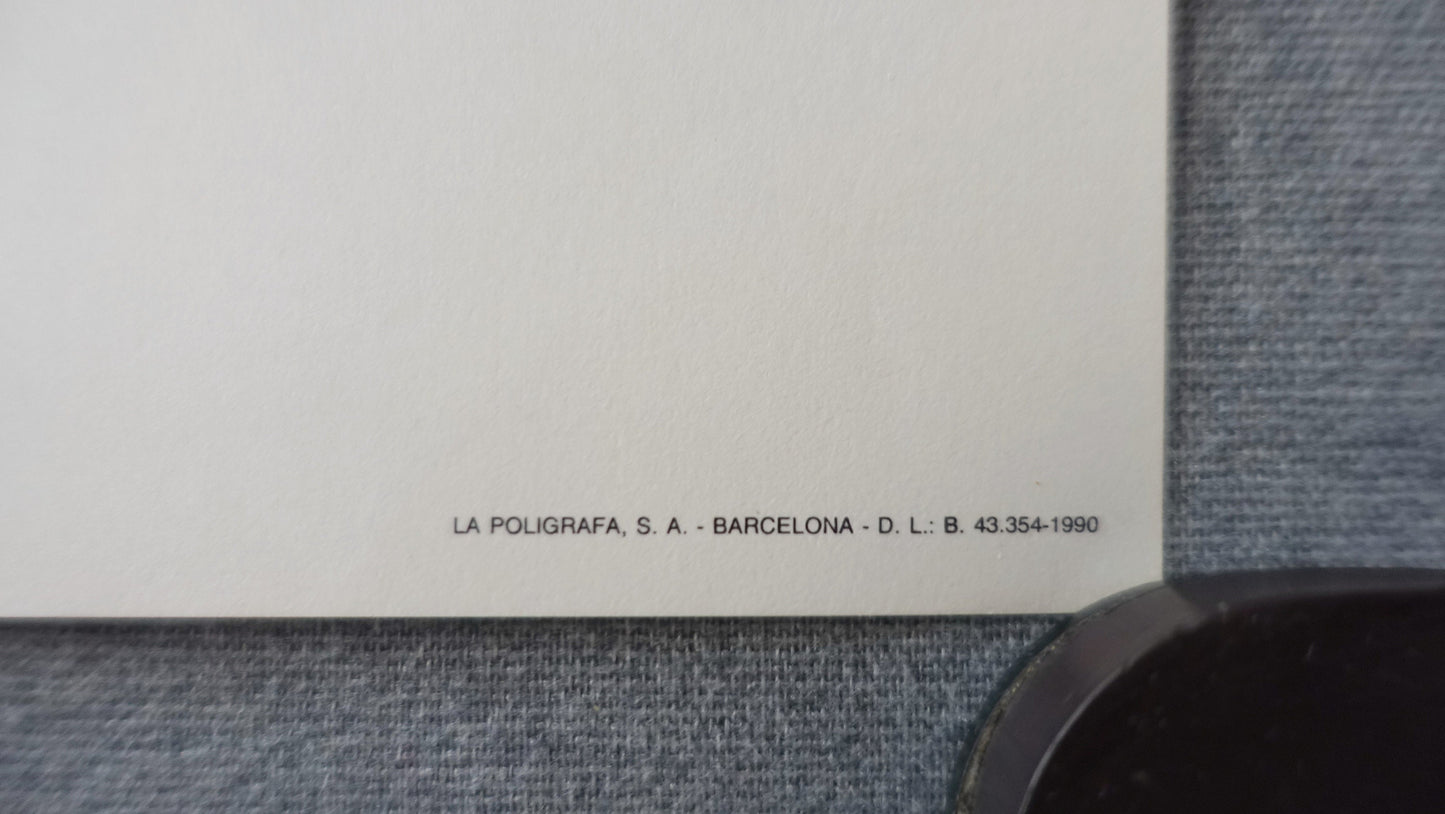 LA POLIGRAFA, S. A. - BARCELONA - D. L.: B. 43.354-1990